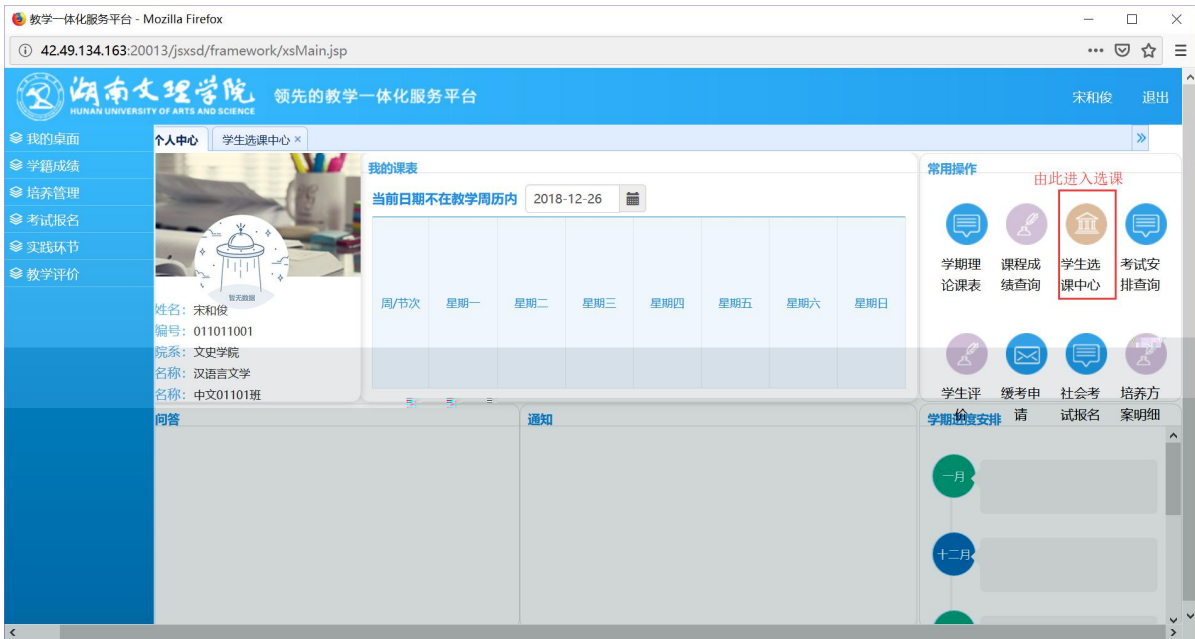 教学一体化服务平台 - Mozilla Firefox
42.49.134.163:20013/jsxsd/framework/xsMain.jsp
湖南文理学院
HUNAN UNIVERSITY OF ARTS AND SCIENCE
领先的教学一体化服务平台
宋和俊 退出
我的桌面
学籍成绩
培养管理
考试报名
实践环节
教学评价
个人中心 学生选课中心
暂无数据
姓名：宋和俊
编号：011011001
院系：文史学院
名称：汉语言文学
名称：中文01101班
我的课表
当前日期不在教学周历内 2018-12-26
周/节次 星期一 星期二 星期三 星期四 星期五 星期六 星期日
常用操作
由此进入选课
学期理论课表
课程成绩查询
学生选课中心
考试安排查询
学生评价
缓考申请
社会考试报名
培养方案明细
问答
通知
学期进度安排
一月
十二月